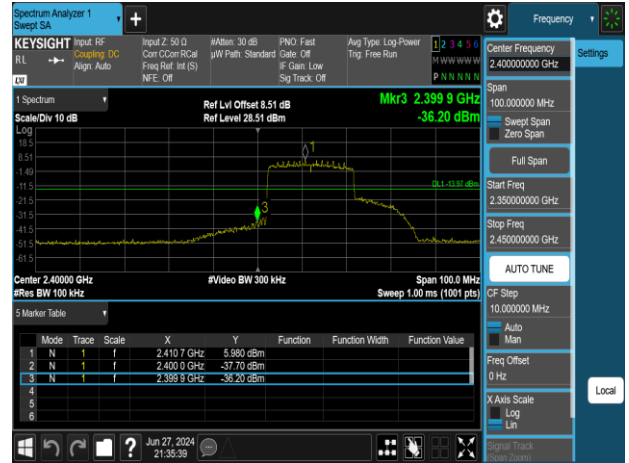 Spectrum Analyzer 1
Swept SA
+
Frequency
KEYSIGHT
RL
LXI
Input: RF
Coupling: DC
Align: Auto
Input Z: 50 Ω
Corr CCorr RCal
Freq Ref: Int (S)
NFE: Off
#Atten: 30 dB
µW Path: Standard
PNO: Fast
Gate: Off
IF Gain: Low
Sig Track: Off
Avg Type: Log-Power
Trig: Free Run
1 2 3 4 5 6
M W W W W W
P N N N N N
1 Spectrum
Scale/Div 10 dB
Ref Lvl Offset 8.51 dB
Ref Level 28.51 dBm
Mkr3 2.399 9 GHz
-36.20 dBm
Log
18.5
8.51
-1.49
-11.5
-21.5
-31.5
-41.5
-51.5
-61.5
1
3
DL1 -13.97 dBm
Center 2.40000 GHz
#Video BW 300 kHz
Span 100.0 MHz
#Res BW 100 kHz
Sweep 1.00 ms (1001 pts)
5 Marker Table
Mode Trace Scale X Y Function Function Width Function Value
1 N 1 f 2.410 7 GHz 5.980 dBm
2 N 1 f 2.400 0 GHz -37.70 dBm
3 N 1 f 2.399 9 GHz -36.20 dBm
4
5
6
Jun 27, 2024
21:35:39
?
Center Frequency
2.400000000 GHz
Settings
Span
100.000000 MHz
Swept Span
Zero Span
Full Span
Start Freq
2.350000000 GHz
Stop Freq
2.450000000 GHz
AUTO TUNE
CF Step
10.000000 MHz
Auto
Man
Freq Offset
0 Hz
X Axis Scale
Log
Lin
Local
Signal Track
(Span Zoom)